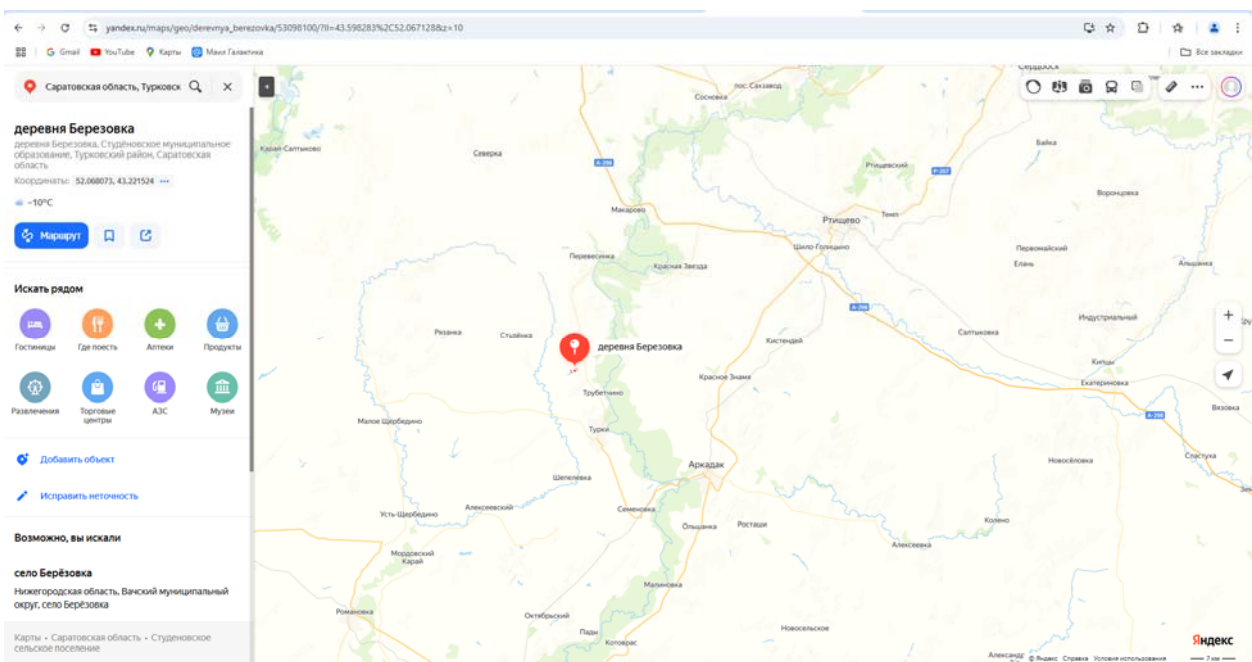 yandex.ru/maps/geo/derevnya_berezovka/53098100/?ll=43.598283%2C52.067128&z=10
Gmail
YouTube
Карты
Маил Галактика
Все закладки
Саратовская область, Турковск
деревня Березовка
деревня Березовка, Студёновское муниципальное
образование, Турковский район, Саратовская
область
Координаты: 52.068073, 43.221524 ···
−10°C
Маршрут
Искать рядом
Гостиницы
Где поесть
Аптеки
Продукты
Развлечения
Торговые
центры
АЗС
Музеи
Добавить объект
Исправить неточность
Возможно, вы искали
село Берёзовка
Нижегородская область, Вачский муниципальный
округ, село Берёзовка
Карты • Саратовская область • Студеновское
сельское поселение
Сердобск
пос. Сахзавод
Сосновка
Карай-Салтыково
Северка
А-298
Ртищевский
Р-207
Байка
Воронцовка
Макарово
Ртищево
Темп
Шило-Голицыно
Первомайский
Елань
Альшанка
Перевесинка
Красная Звезда
А-298
Рязанка
Студёнка
деревня Березовка
Кистендей
Салтыковка
Индустриальный
Кипцы
Красное Знамя
Екатериновка
Трубетчино
А-298
Вязовка
Малое Щербедино
Турки
Аркадак
Новосёловка
Сластуха
Шепелевка
Усть-Щербедино
Алексеевский
Семеновка
Ольшанка
Росташи
Колено
Алексеевка
Мордовский
Карай
Малиновка
Романовка
Октябрьский
Пады
Котоврас
Новосельское
Яндекс
© Яндекс Справка Условия использования
7 км